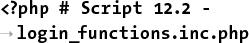 <?php # Script 12.2 -
→login_functions.inc.php